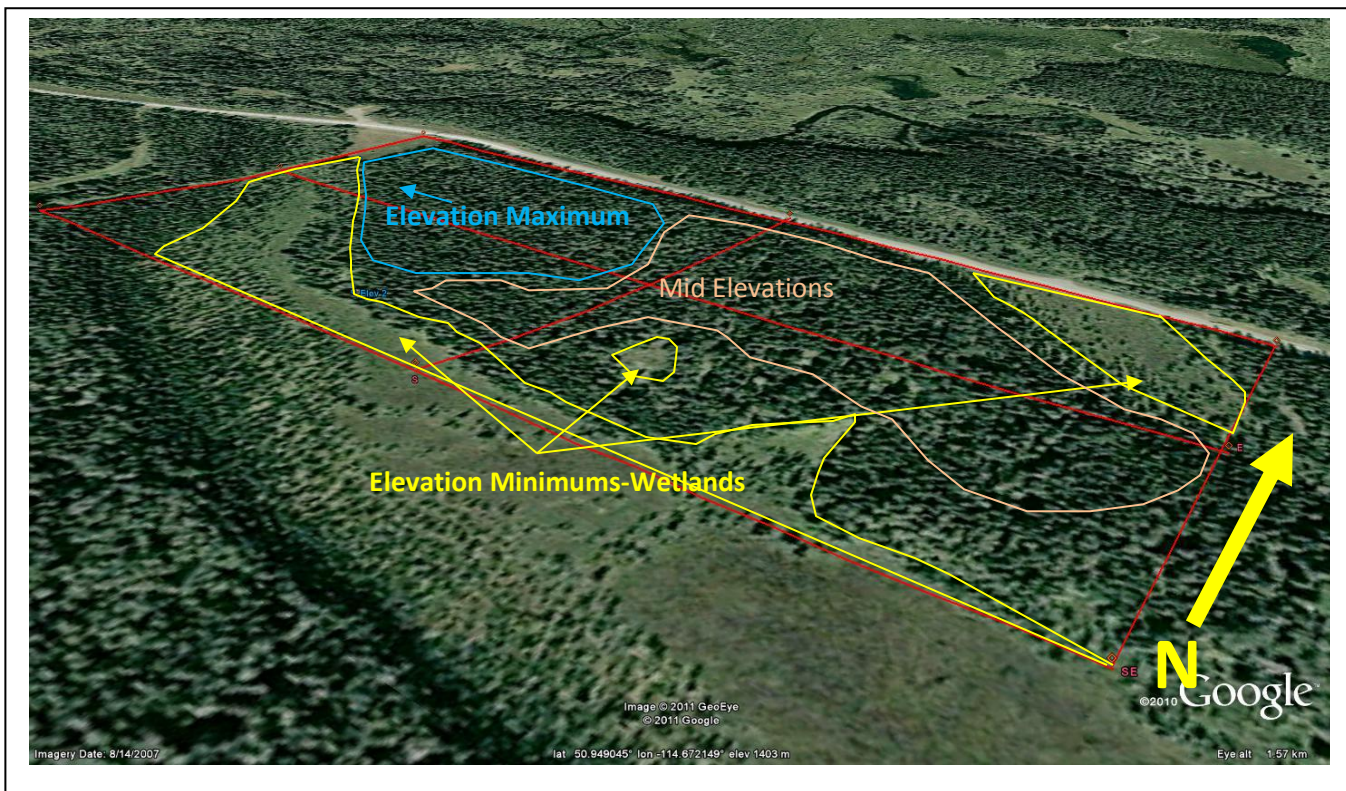 Elevation Maximum
Elev ?
Mid Elevations
S
E
Elevation Minimums-Wetlands
SE
N
©2010 Google
Image © 2011 GeoEye
© 2011 Google
Imagery Date: 8/14/2007
lat 50.949045° lon -114.672149° elev 1403 m
Eye alt 1.57 km